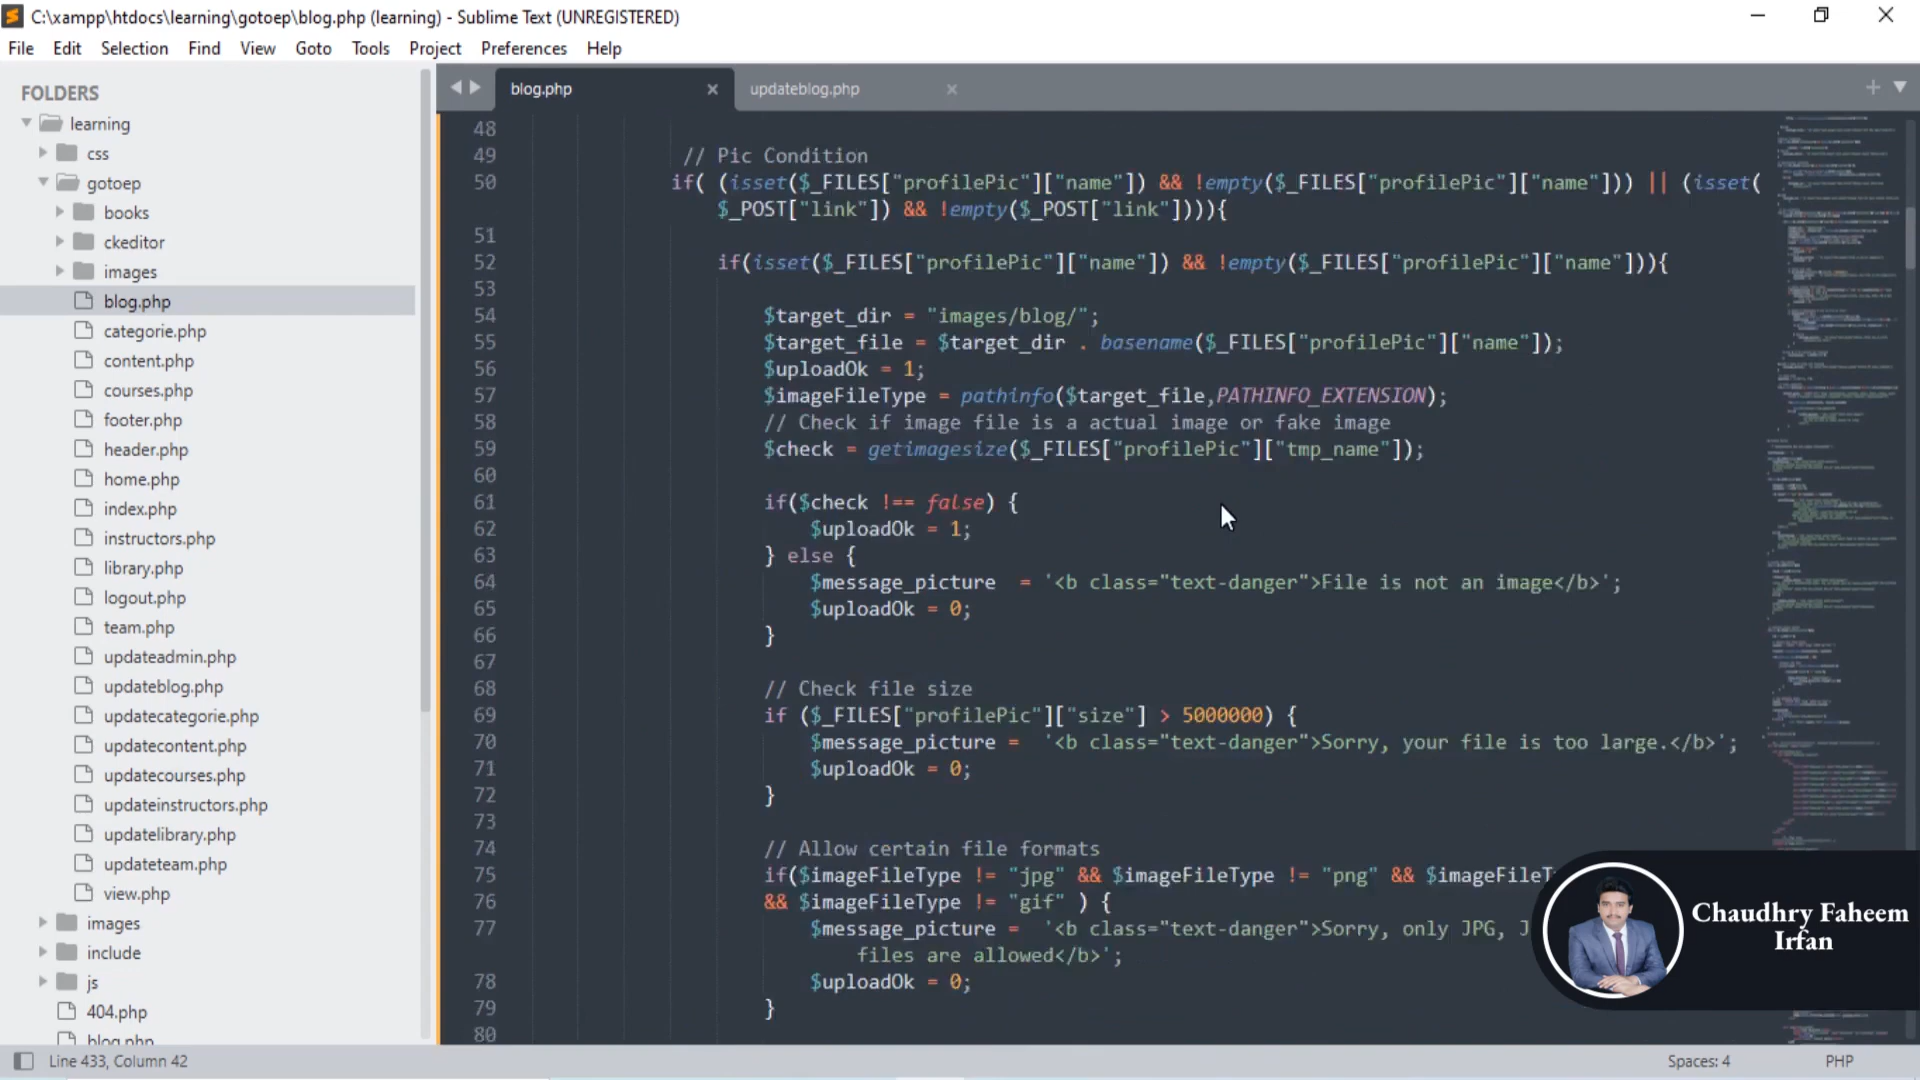 C:\xampp\htdocs\learning\gotoep\blog.php (learning) - Sublime Text (UNREGISTERED)
File Edit Selection Find View Goto Tools Project Preferences Help
FOLDERS
learning
css
gotoep
books
ckeditor
images
blog.php
categorie.php
content.php
courses.php
footer.php
header.php
home.php
index.php
instructors.php
library.php
logout.php
team.php
updateadmin.php
updateblog.php
updatecategorie.php
updatecontent.php
updatecourses.php
updateinstructors.php
updatelibrary.php
updateteam.php
view.php
images
include
js
404.php
blog.php
blog.php updateblog.php
48
49 // Pic Condition
50 if( (isset($_FILES["profilePic"]["name"]) && !empty($_FILES["profilePic"]["name"])) || (isset(
$_POST["link"]) && !empty($_POST["link"]))){
51
52 if(isset($_FILES["profilePic"]["name"]) && !empty($_FILES["profilePic"]["name"])){
53
54 $target_dir = "images/blog/";
55 $target_file = $target_dir . basename($_FILES["profilePic"]["name"]);
56 $uploadOk = 1;
57 $imageFileType = pathinfo($target_file,PATHINFO_EXTENSION);
58 // Check if image file is a actual image or fake image
59 $check = getimagesize($_FILES["profilePic"]["tmp_name"]);
60
61 if($check !== false) {
62 $uploadOk = 1;
63 } else {
64 $message_picture = '<b class="text-danger">File is not an image</b>';
65 $uploadOk = 0;
66 }
67
68 // Check file size
69 if ($_FILES["profilePic"]["size"] > 5000000) {
70 $message_picture = '<b class="text-danger">Sorry, your file is too large.</b>';
71 $uploadOk = 0;
72 }
73
74 // Allow certain file formats
75 if($imageFileType != "jpg" && $imageFileType != "png" && $imageFileT
76 && $imageFileType != "gif" ) {
77 $message_picture = '<b class="text-danger">Sorry, only JPG, J
files are allowed</b>';
78 $uploadOk = 0;
79 }
80
Chaudhry Faheem
Irfan
Line 433, Column 42
Spaces: 4
PHP